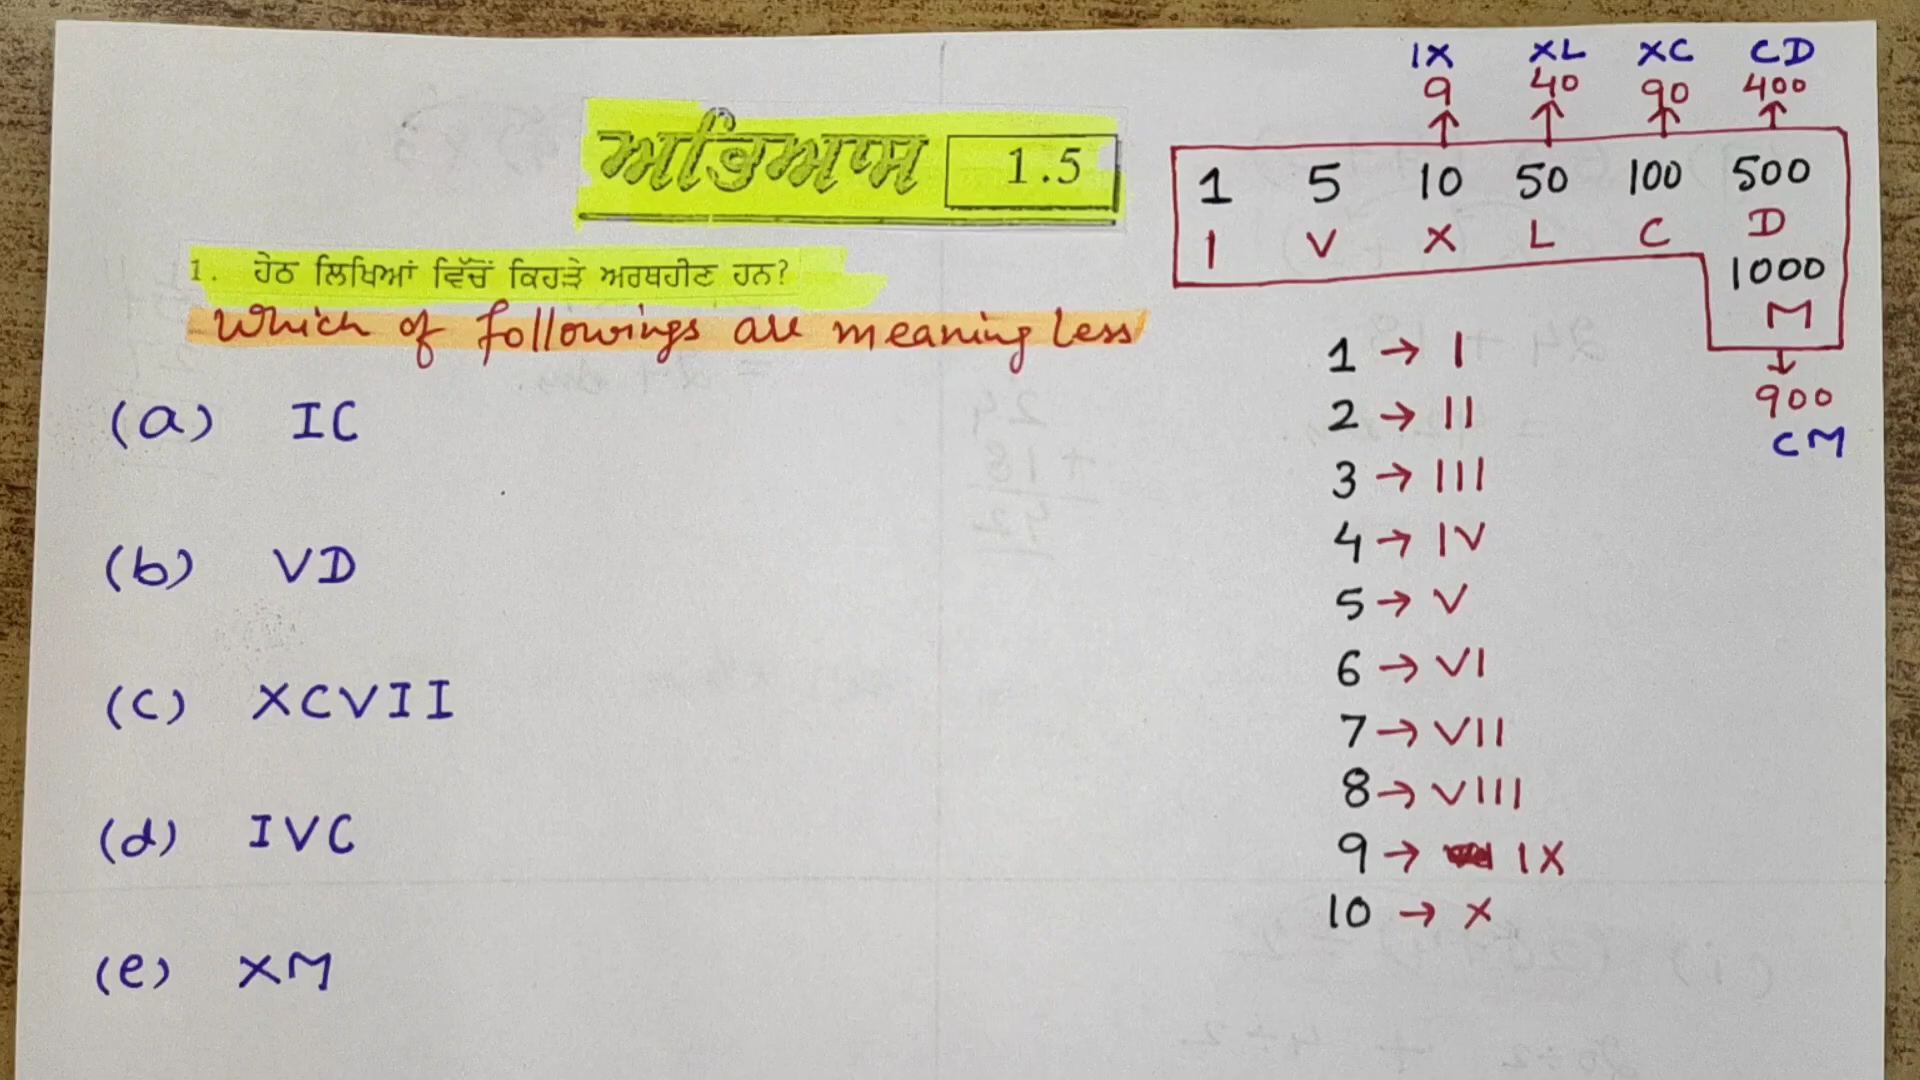 ਅਭਿਆਸ 1.5
1. ਹੇਠ ਲਿਖਿਆਂ ਵਿੱਚੋਂ ਕਿਹੜੇ ਅਰਥਹੀਣ ਹਨ?
Which of followings are meaning less
(a) IC
(b) VD
(c) XCVII
(d) IVC
(e) XM
IX XL XC CD
9 40 90 400
1 5 10 50 100 500
I V X L C D
1000
M
900
CM
1 → I
2 → II
3 → III
4 → IV
5 → V
6 → VI
7 → VII
8 → VIII
9 → IX
10 → X